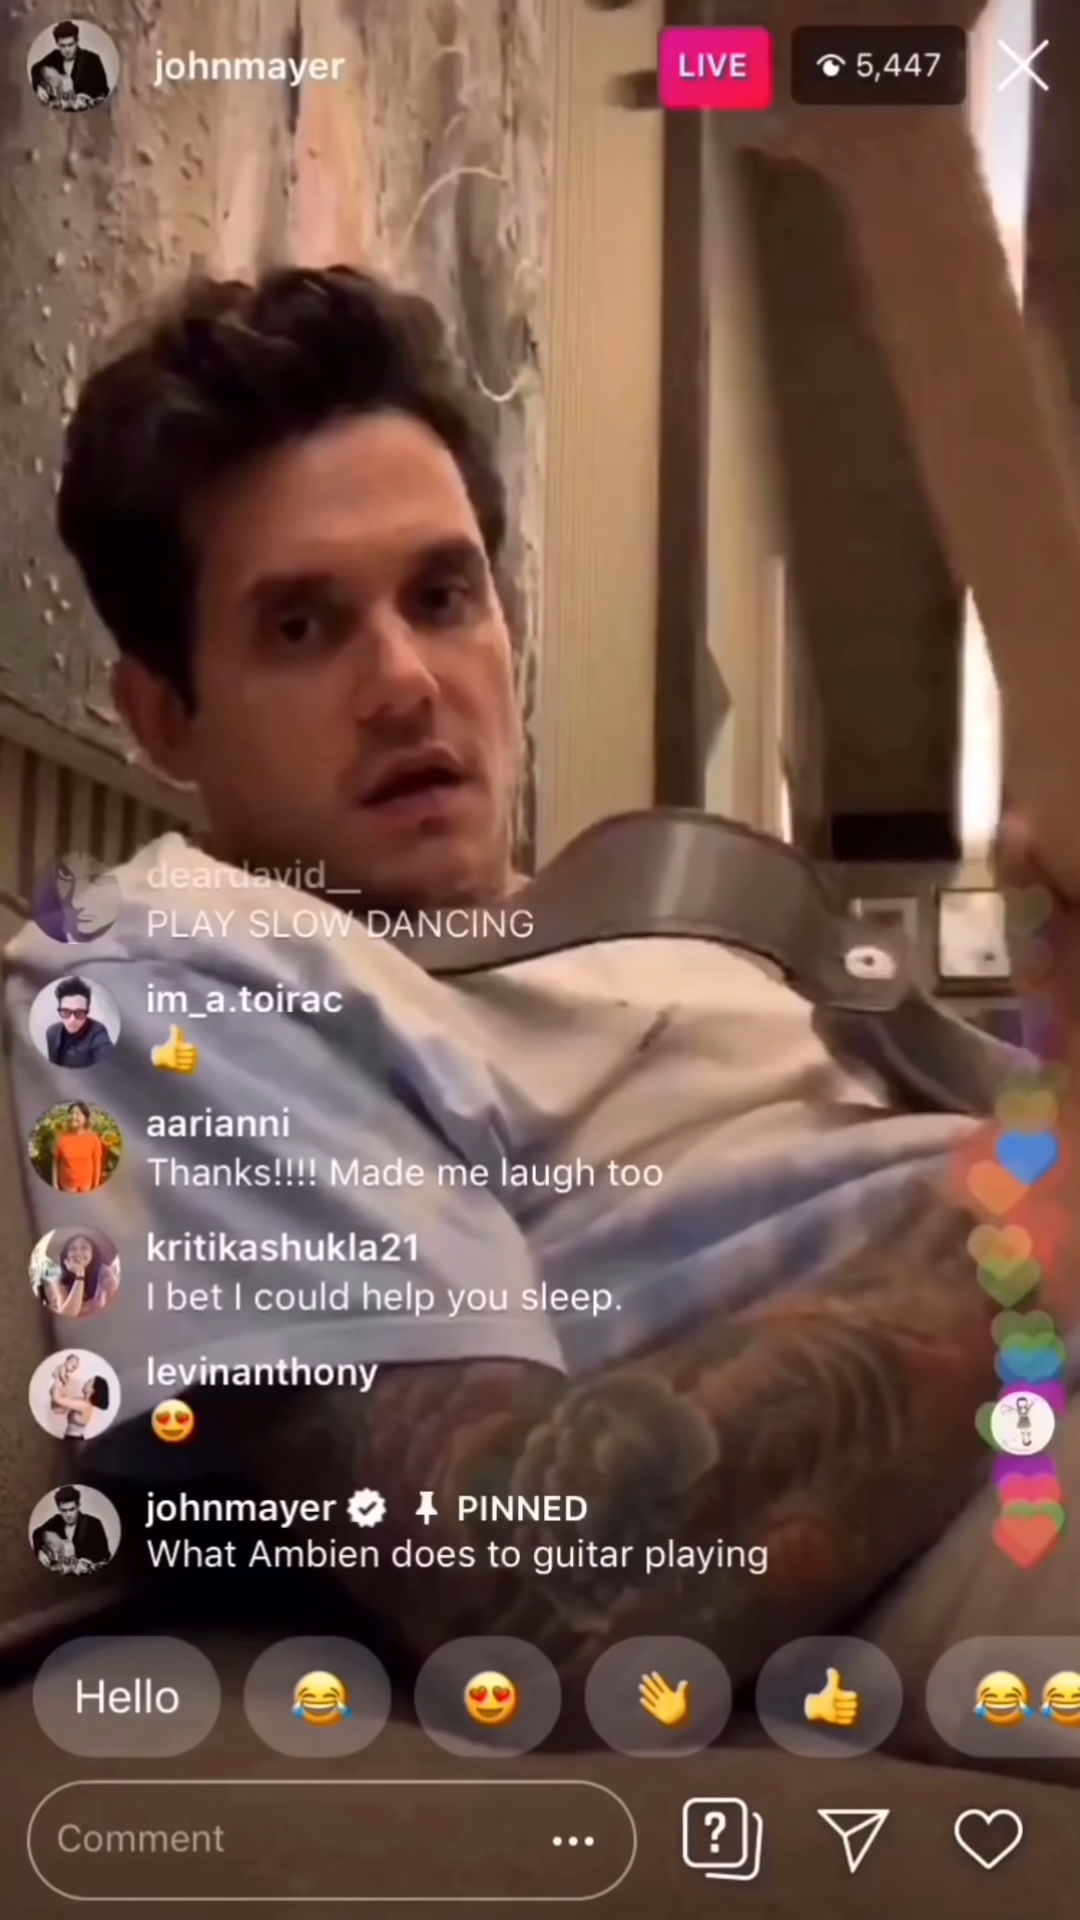 johnmayer
LIVE
5,447
deardavid__
PLAY SLOW DANCING
im_a.toirac
👍
aarianni
Thanks!!!! Made me laugh too
kritikashukla21
I bet I could help you sleep.
levinanthony
😍
johnmayer PINNED
What Ambien does to guitar playing
Hello 😂 😍 👋 👍 😂😂
Comment